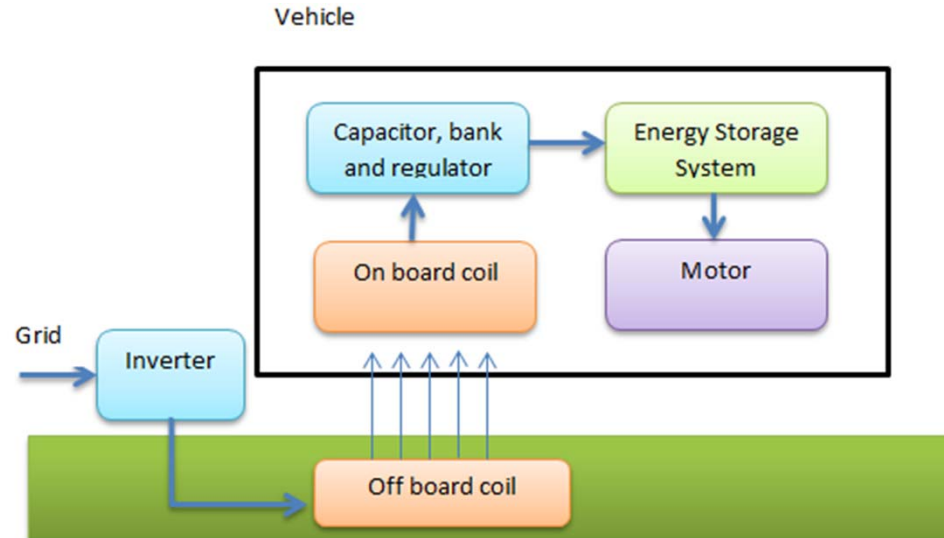 Vehicle
Capacitor, bank
and regulator
Energy Storage
System
On board coil
Motor
Grid
Inverter
Off board coil